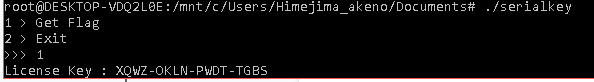 root@DESKTOP-VDQ2L0E:/mnt/c/Users/Himejima_akeno/Documents# ./serialkey
1 > Get Flag
2 > Exit
>>> 1
License Key : XQWZ-OKLN-PWDT-TGBS